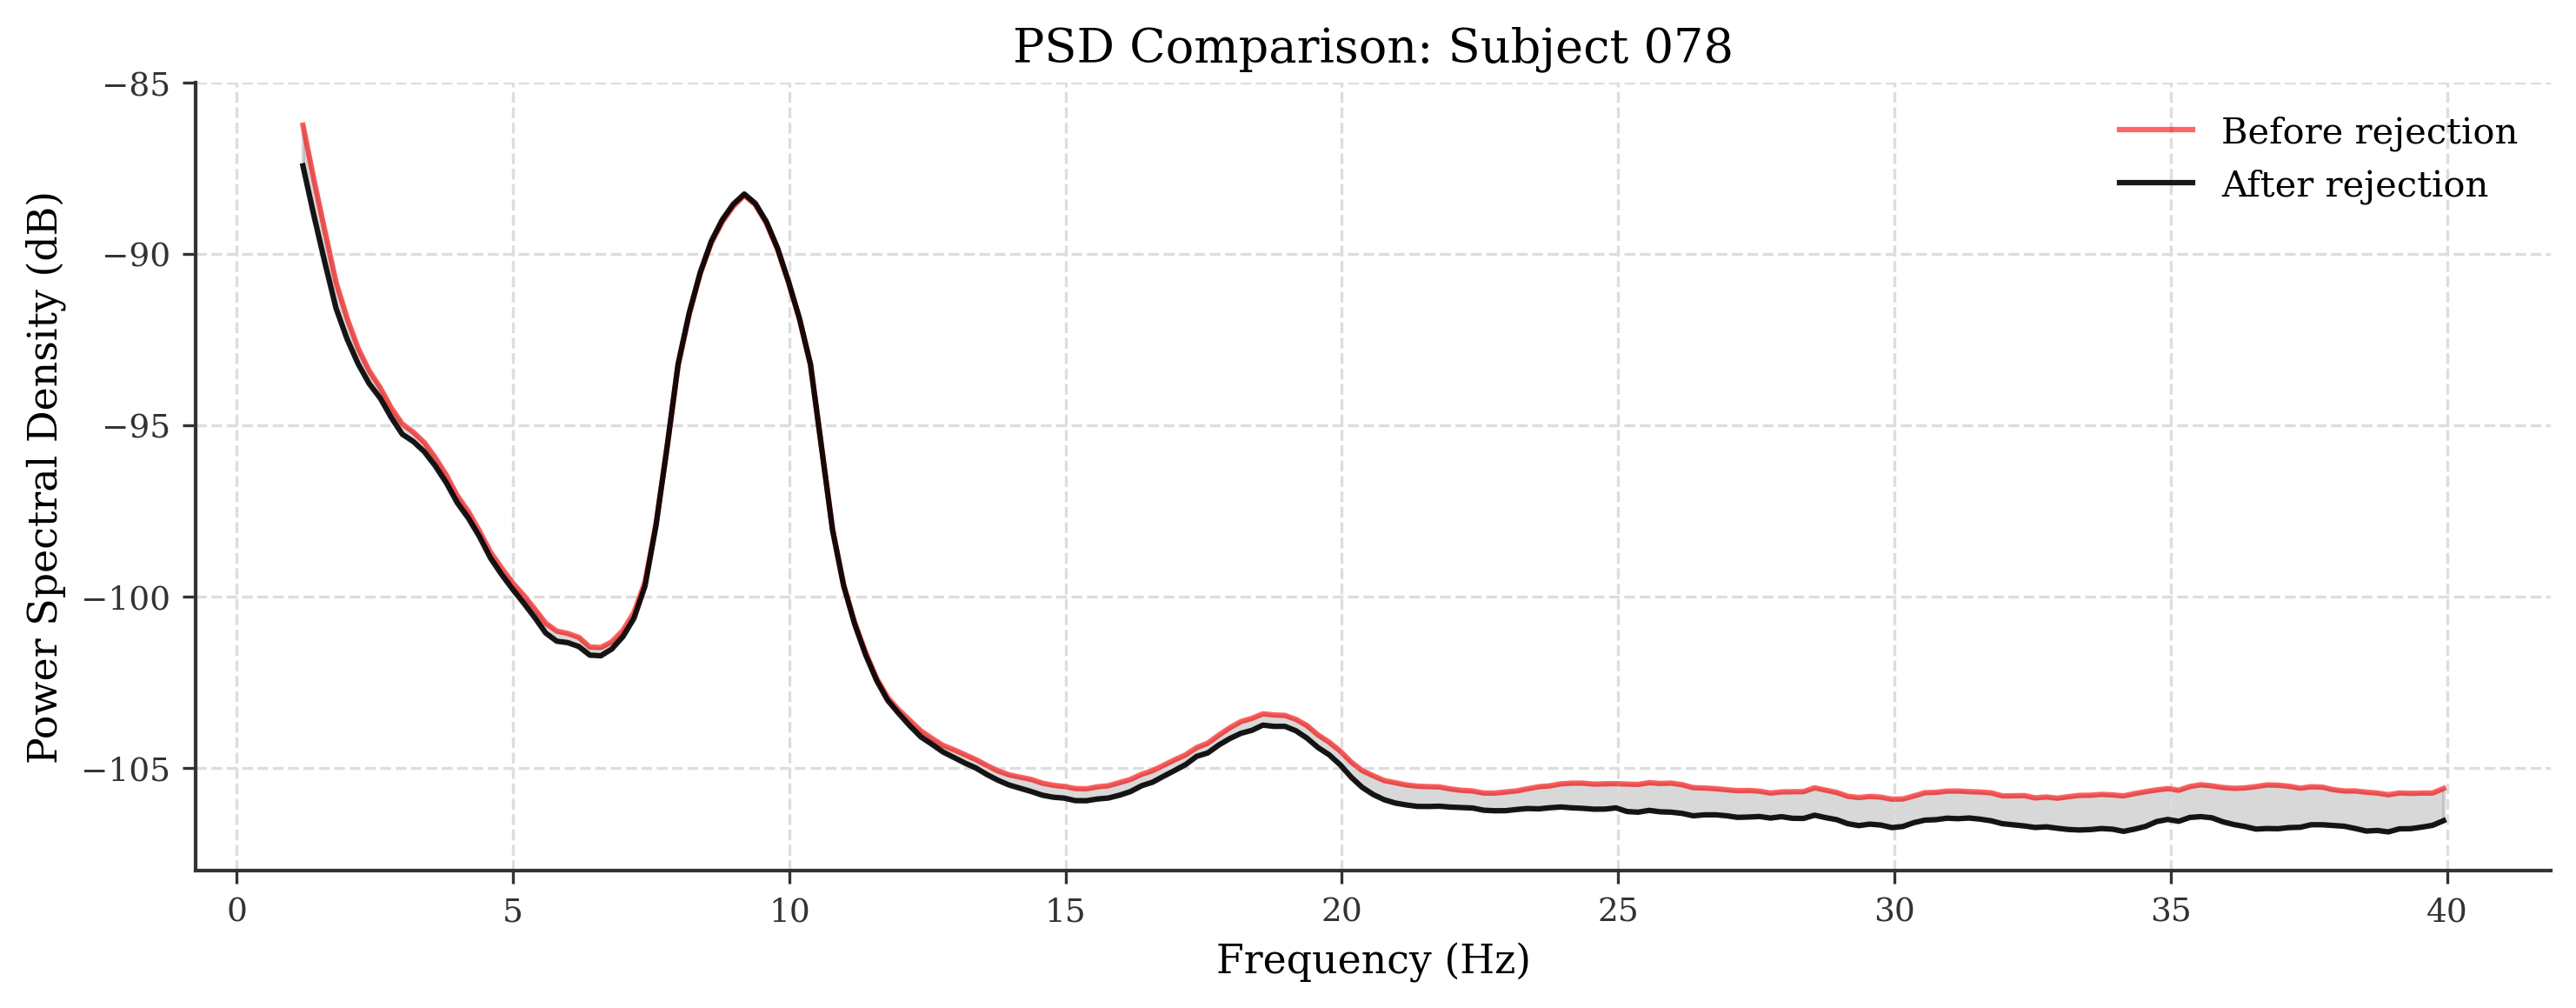 PSD Comparison: Subject 078
Before rejection
After rejection
Power Spectral Density (dB)
−85
−90
−95
−100
−105
0 5 10 15 20 25 30 35 40
Frequency (Hz)